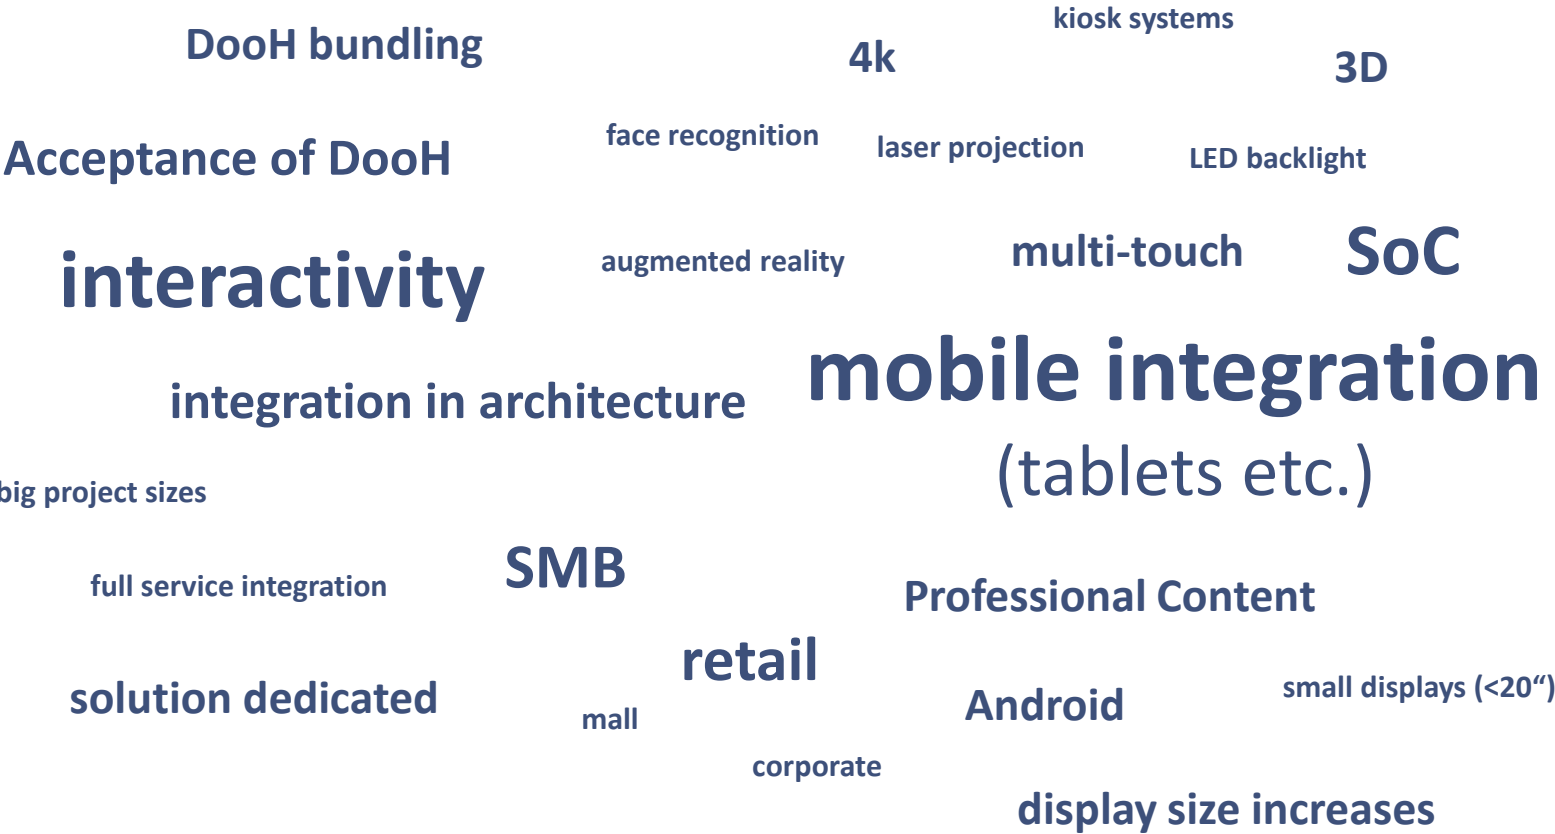 kiosk systems
DooH bundling
4k
3D
face recognition
laser projection
Acceptance of DooH
LED backlight
interactivity
augmented reality
multi-touch
SoC
mobile integration
(tablets etc.)
integration in architecture
big project sizes
SMB
full service integration
Professional Content
retail
solution dedicated
small displays (<20“)
mall
Android
corporate
display size increases